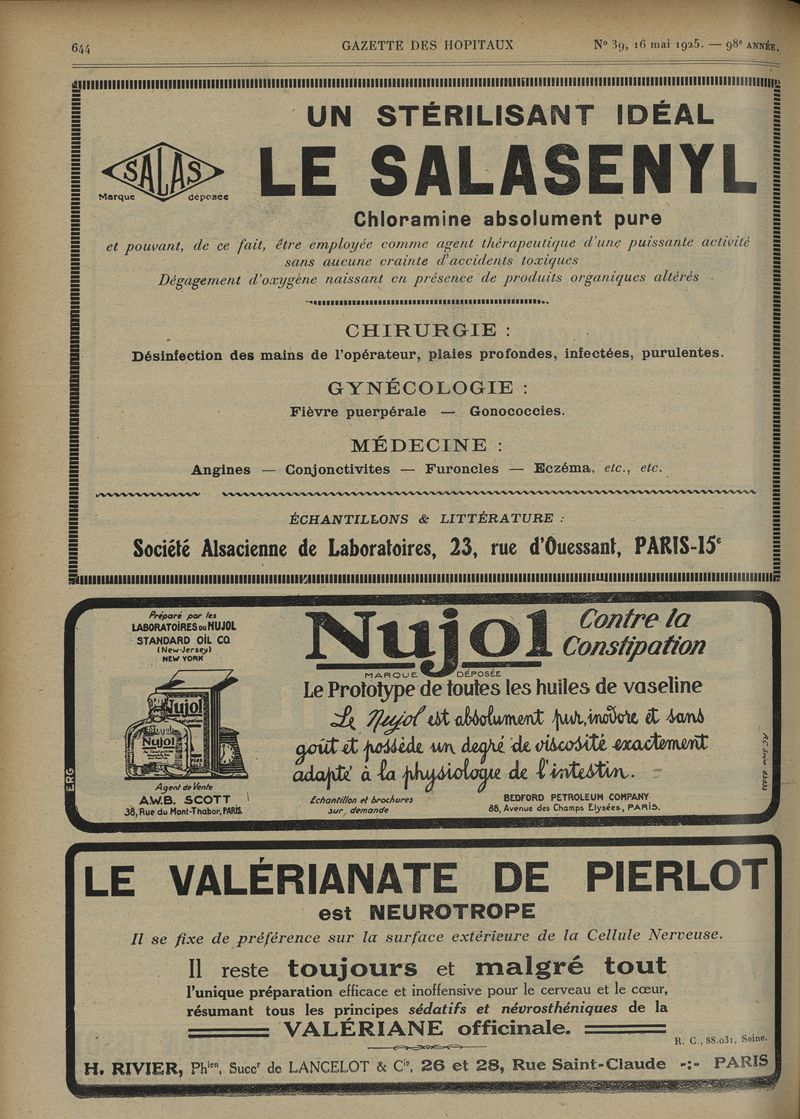 644
GAZETTE DES HOPITAUX
N° 39, 16 mai 1925. — 98e ANNÉE.
UN STÉRILISANT IDÉAL
SALAS
Marque déposée
LE SALASENYL
Chloramine absolument pure
et pouvant, de ce fait, être employée comme agent thérapeutique d'une puissante activité
sans aucune crainte d'accidents toxiques
Dégagement d'oxygène naissant en présence de produits organiques altérés
CHIRURGIE :
Désinfection des mains de l'opérateur, plaies profondes, infectées, purulentes.
GYNÉCOLOGIE :
Fièvre puerpérale — Gonococcies.
MÉDECINE :
Angines — Conjonctivites — Furoncles — Eczéma, etc., etc.
ÉCHANTILLONS & LITTÉRATURE :
Société Alsacienne de Laboratoires, 23, rue d'Ouessant, PARIS-15e
Préparé par les
LABORATOIRES DU NUJOL
STANDARD OIL CO
(New-Jersey)
NEW YORK
Nujol
Nujol
Agent de Vente
A.W.B. SCOTT
38, Rue du Mont-Thabor, PARIS.
ERG
Nujol
MARQUE DÉPOSÉE
Contre la
Constipation
Le Prototype de toutes les huiles de vaseline
Le Nujol est absolument pur, inodore et sans
goût et possède un degré de viscosité exactement
adapté à la physiologie de l'intestin.
Echantillon et brochures
sur demande
BEDFORD PETROLEUM COMPANY
88, Avenue des Champs Elysées, PARIS.
LE VALÉRIANATE DE PIERLOT
est NEUROTROPE
Il se fixe de préférence sur la surface extérieure de la Cellule Nerveuse.
Il reste toujours et malgré tout
l'unique préparation efficace et inoffensive pour le cerveau et le cœur,
résumant tous les principes sédatifs et névrosthéniques de la
VALÉRIANE officinale.
R. C., 88.031, Seine.
H. RIVIER, Phien, Succr de LANCELOT & Cie, 26 et 28, Rue Saint-Claude -:- PARIS